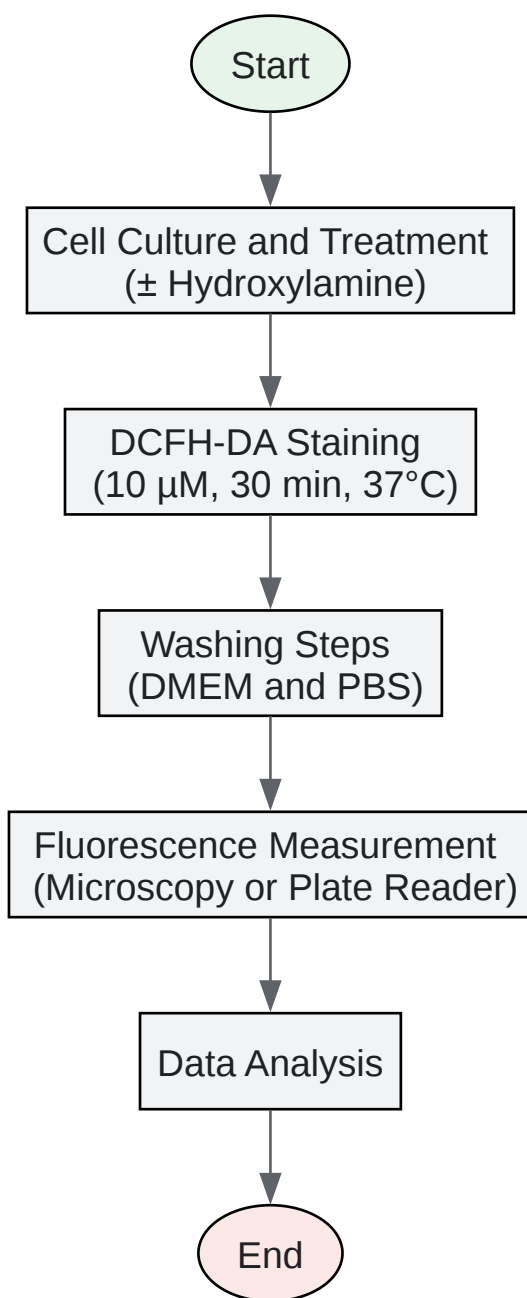 Start
Cell Culture and Treatment
(± Hydroxylamine)
DCFH-DA Staining
(10 µM, 30 min, 37°C)
Washing Steps
(DMEM and PBS)
Fluorescence Measurement
(Microscopy or Plate Reader)
Data Analysis
End